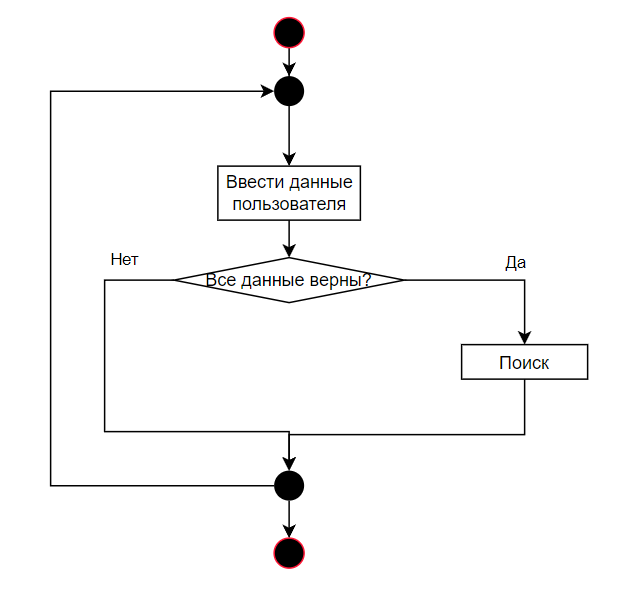 Ввести данные
пользователя
Нет
Все данные верны?
Да
Поиск